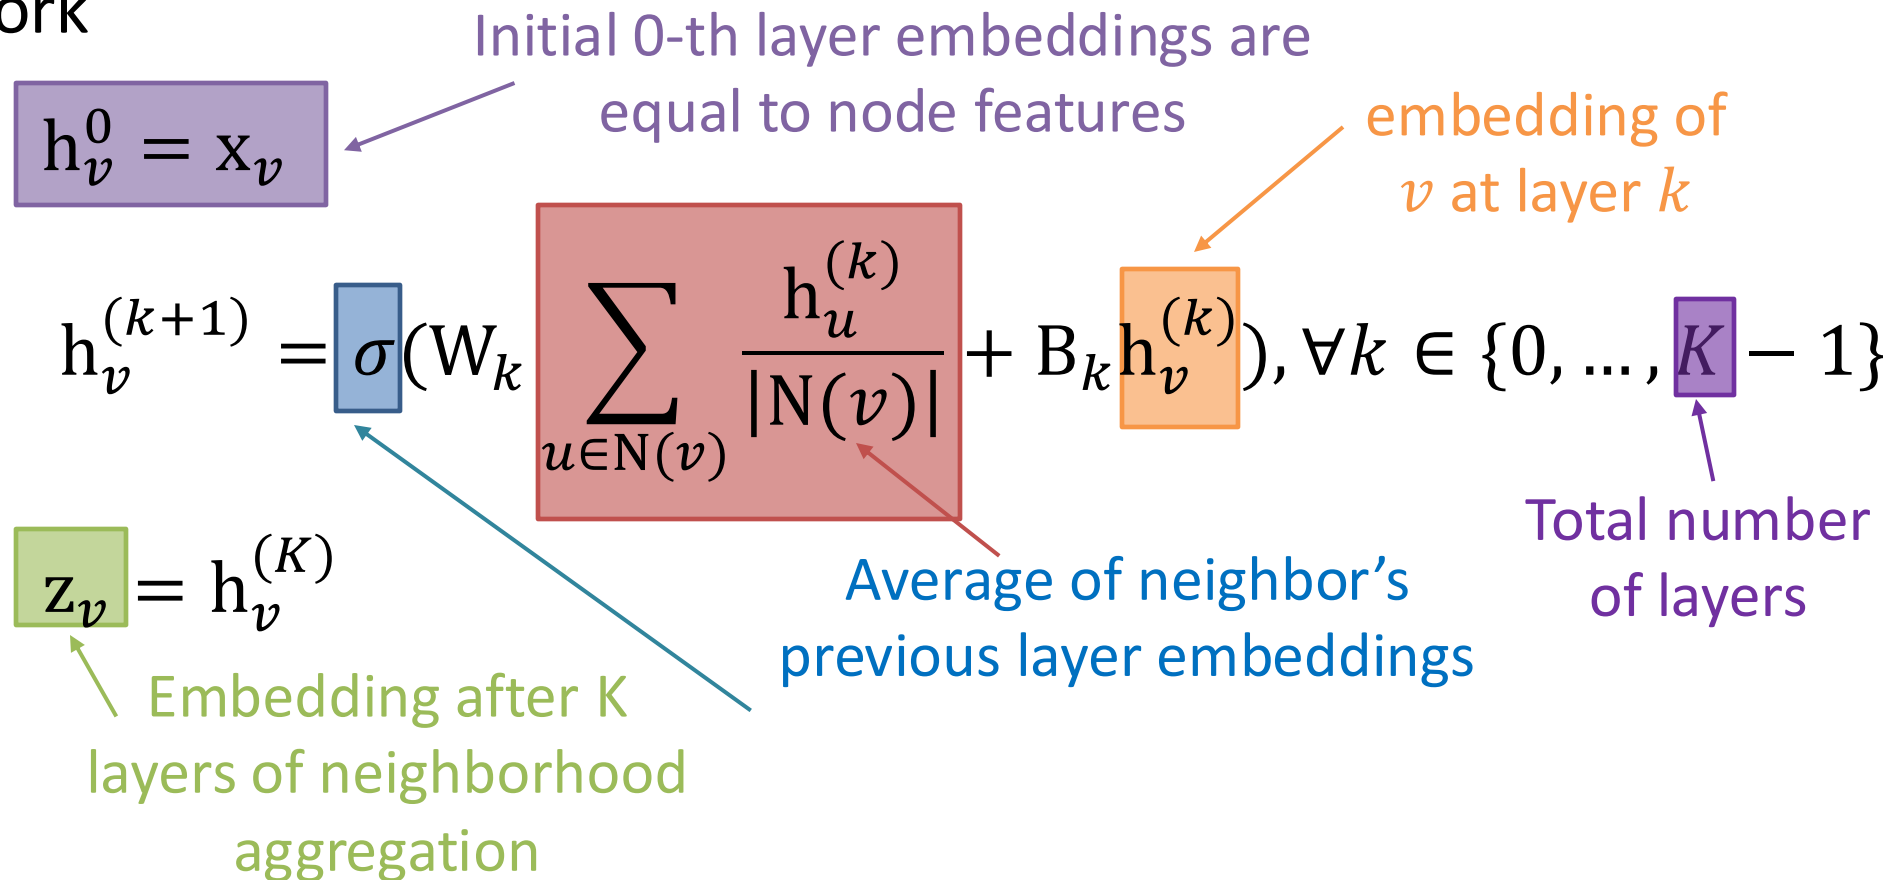 ork
Initial 0-th layer embeddings are
equal to node features
h_v^0 = x_v
embedding of
v at layer k
h_v^{(k+1)} = σ(W_k ∑_{u∈N(v)} \frac{h_u^{(k)}}{|N(v)|} + B_k h_v^{(k)}), ∀k ∈ {0, …, K − 1}
Total number
of layers
z_v = h_v^{(K)}
Average of neighbor’s
previous layer embeddings
Embedding after K
layers of neighborhood
aggregation